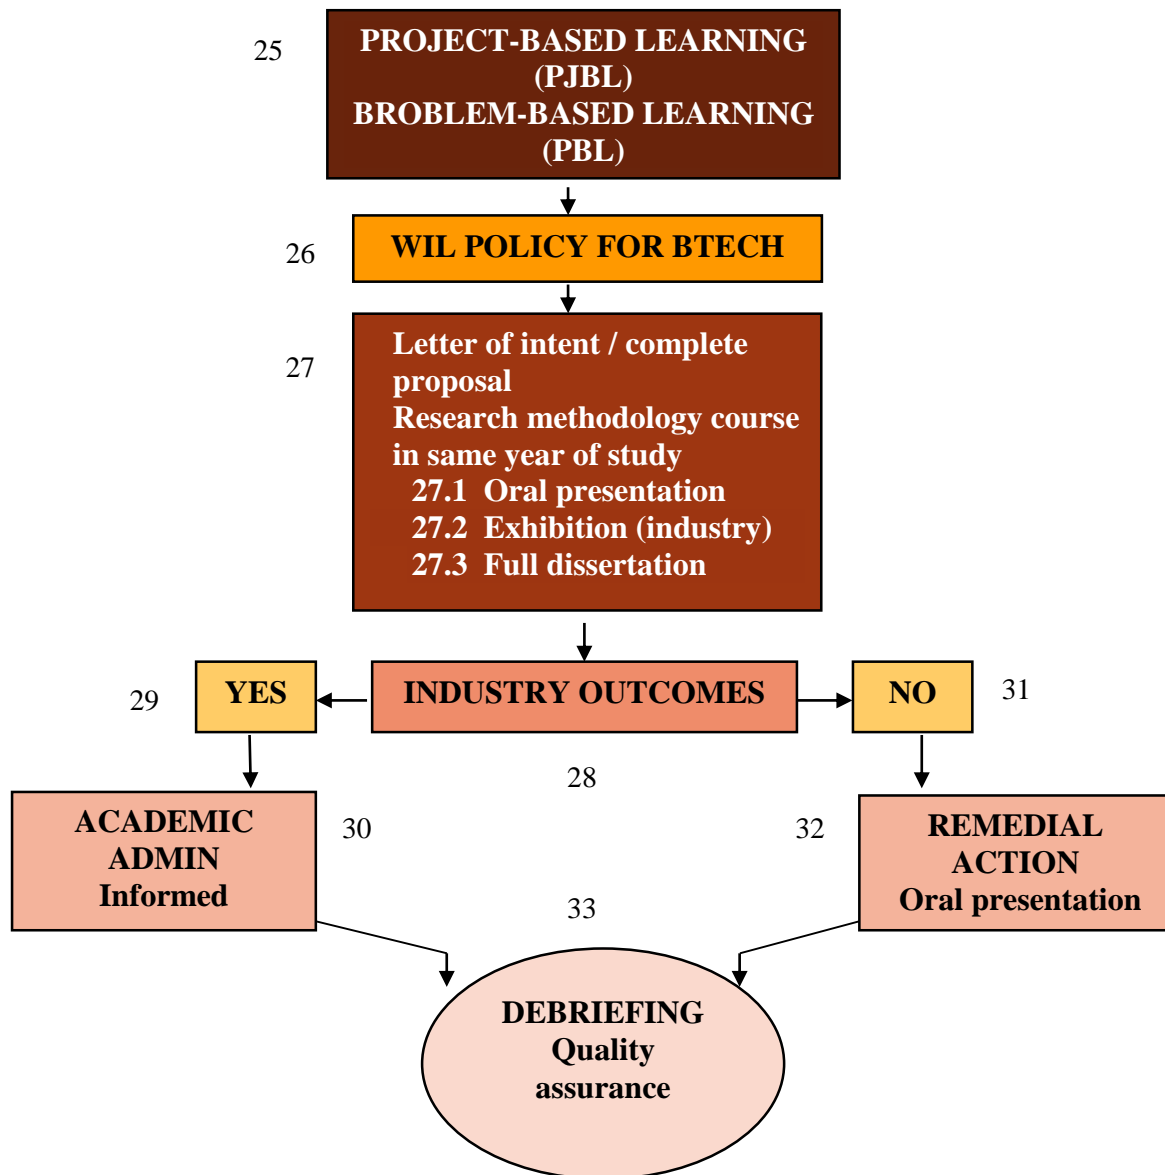 25
PROJECT-BASED LEARNING
(PJBL)
BROBLEM-BASED LEARNING
(PBL)
26
WIL POLICY FOR BTECH
27
Letter of intent / complete
proposal
Research methodology course
in same year of study
27.1 Oral presentation
27.2 Exhibition (industry)
27.3 Full dissertation
29
YES
INDUSTRY OUTCOMES
NO
31
28
ACADEMIC
ADMIN
Informed
30
32
REMEDIAL
ACTION
Oral presentation
33
DEBRIEFING
Quality
assurance